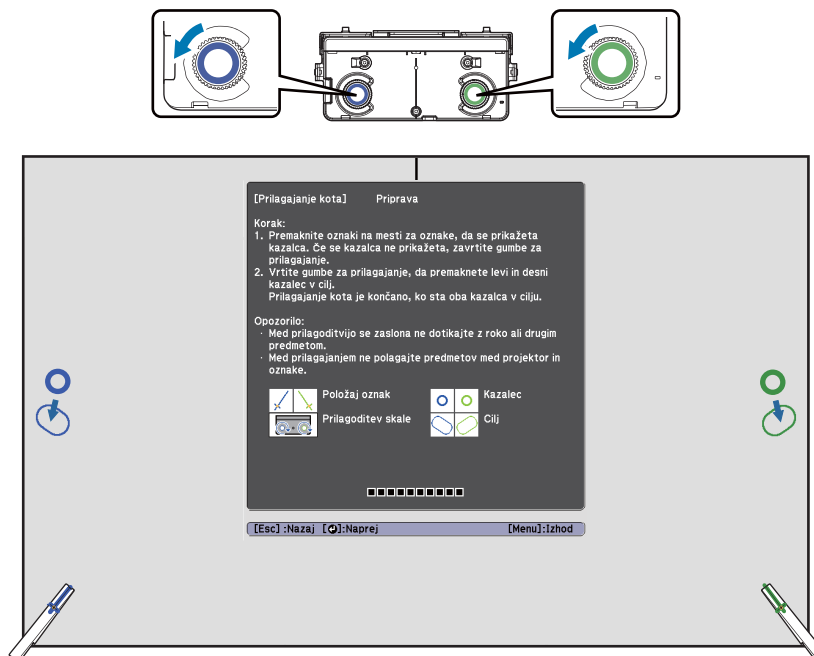 [Prilagajanje kota] Priprava
Korak:
1. Premaknite oznaki na mesti za oznake, da se prikažeta
kazalca. Če se kazalca ne prikažeta, zavrtite gumbe za
prilagajanje.
2. Vrtite gumbe za prilagajanje, da premaknete levi in desni
kazalec v cilj.
Prilagajanje kota je končano, ko sta oba kazalca v cilju.
Opozorilo:
· Med prilagoditvijo se zaslona ne dotikajte z roko ali drugim
predmetom.
· Med prilagajanjem ne polagajte predmetov med projektor in
oznake.
Položaj oznak Kazalec
Prilagoditev skale Cilj
[Esc] :Nazaj [⏎]:Naprej [Menu]:Izhod